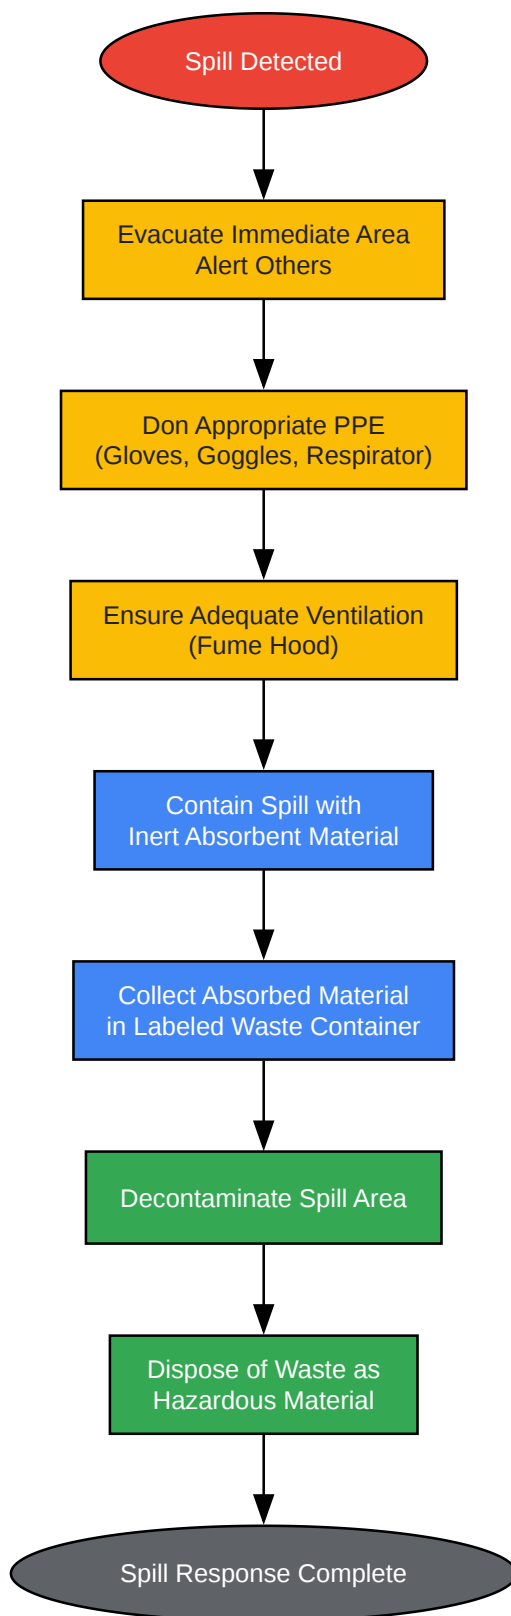 Spill Detected
Evacuate Immediate Area
Alert Others
Don Appropriate PPE
(Gloves, Goggles, Respirator)
Ensure Adequate Ventilation
(Fume Hood)
Contain Spill with
Inert Absorbent Material
Collect Absorbed Material
in Labeled Waste Container
Decontaminate Spill Area
Dispose of Waste as
Hazardous Material
Spill Response Complete